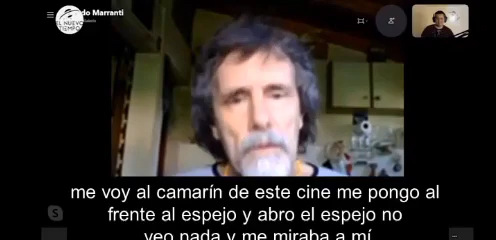 do Marranti
EL NUEVO
TIEMPO
me voy al camarín de este cine me pongo al
frente al espejo y abro el espejo no
veo nada y me miraba a mí